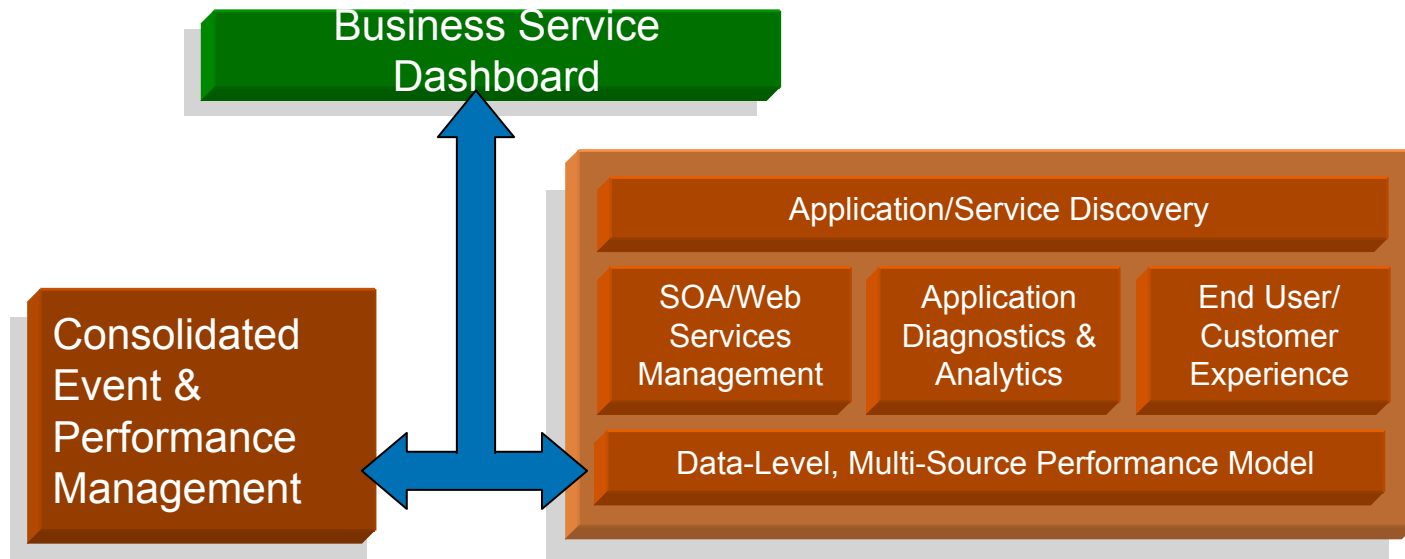 Business Service
Dashboard
Application/Service Discovery
SOA/Web
Services
Management
Application
Diagnostics &
Analytics
End User/
Customer
Experience
Consolidated
Event &
Performance
Management
Data-Level, Multi-Source Performance Model